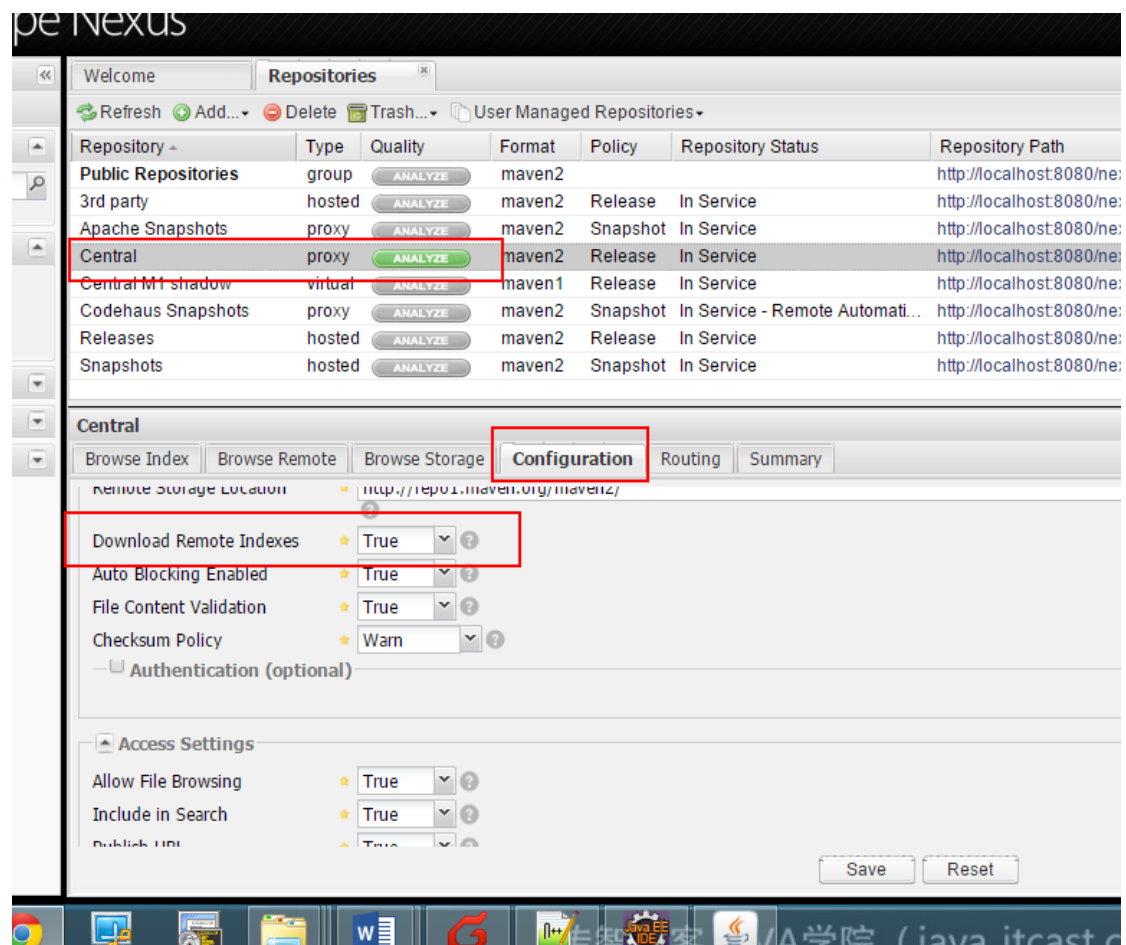 pe Nexus
Welcome Repositories
Refresh Add... Delete Trash... User Managed Repositories
Repository Type Quality Format Policy Repository Status Repository Path
Public Repositories group ANALYZE maven2 http://localhost:8080/ne
3rd party hosted ANALYZE maven2 Release In Service http://localhost:8080/ne
Apache Snapshots proxy ANALYZE maven2 Snapshot In Service http://localhost:8080/ne
Central proxy ANALYZE maven2 Release In Service http://localhost:8080/ne
Central M1 shadow virtual ANALYZE maven1 Release In Service http://localhost:8080/ne
Codehaus Snapshots proxy ANALYZE maven2 Snapshot In Service - Remote Automati... http://localhost:8080/ne
Releases hosted ANALYZE maven2 Release In Service http://localhost:8080/ne
Snapshots hosted ANALYZE maven2 Snapshot In Service http://localhost:8080/ne
Central
Browse Index Browse Remote Browse Storage Configuration Routing Summary
Remote Storage Location http://repo1.maven.org/maven2/
Download Remote Indexes True
Auto Blocking Enabled True
File Content Validation True
Checksum Policy Warn
Authentication (optional)
Access Settings
Allow File Browsing True
Include in Search True
Publish URL True
Save Reset
Java EE IDE 客 学院 (java.itcast.c